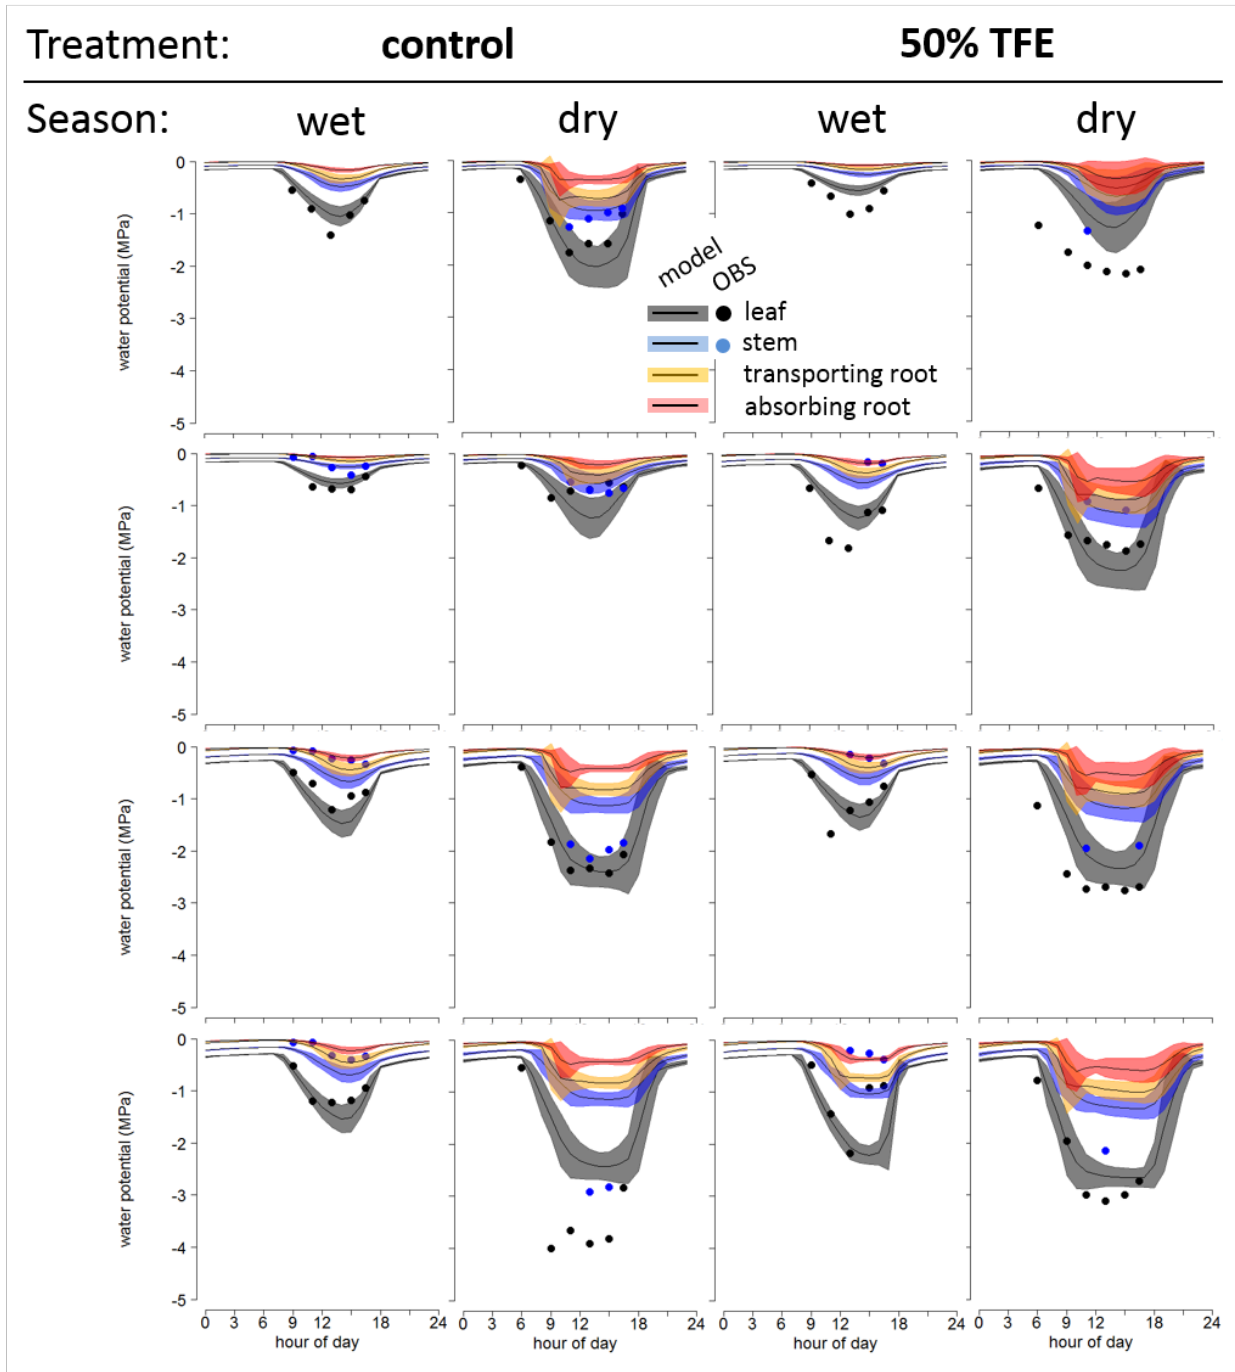 Treatment: control 50% TFE
Season: wet dry wet dry
water potential (MPa)
0
-1
-2
-3
-4
-5
model OBS
leaf
stem
transporting root
absorbing root
water potential (MPa)
0
-1
-2
-3
-4
-5
water potential (MPa)
0
-1
-2
-3
-4
-5
water potential (MPa)
0
-1
-2
-3
-4
-5
0 3 6 9 12 18 24 0 3 6 9 12 18 24 0 3 6 9 12 18 24 0 3 6 9 12 18 24
hour of day hour of day hour of day hour of day